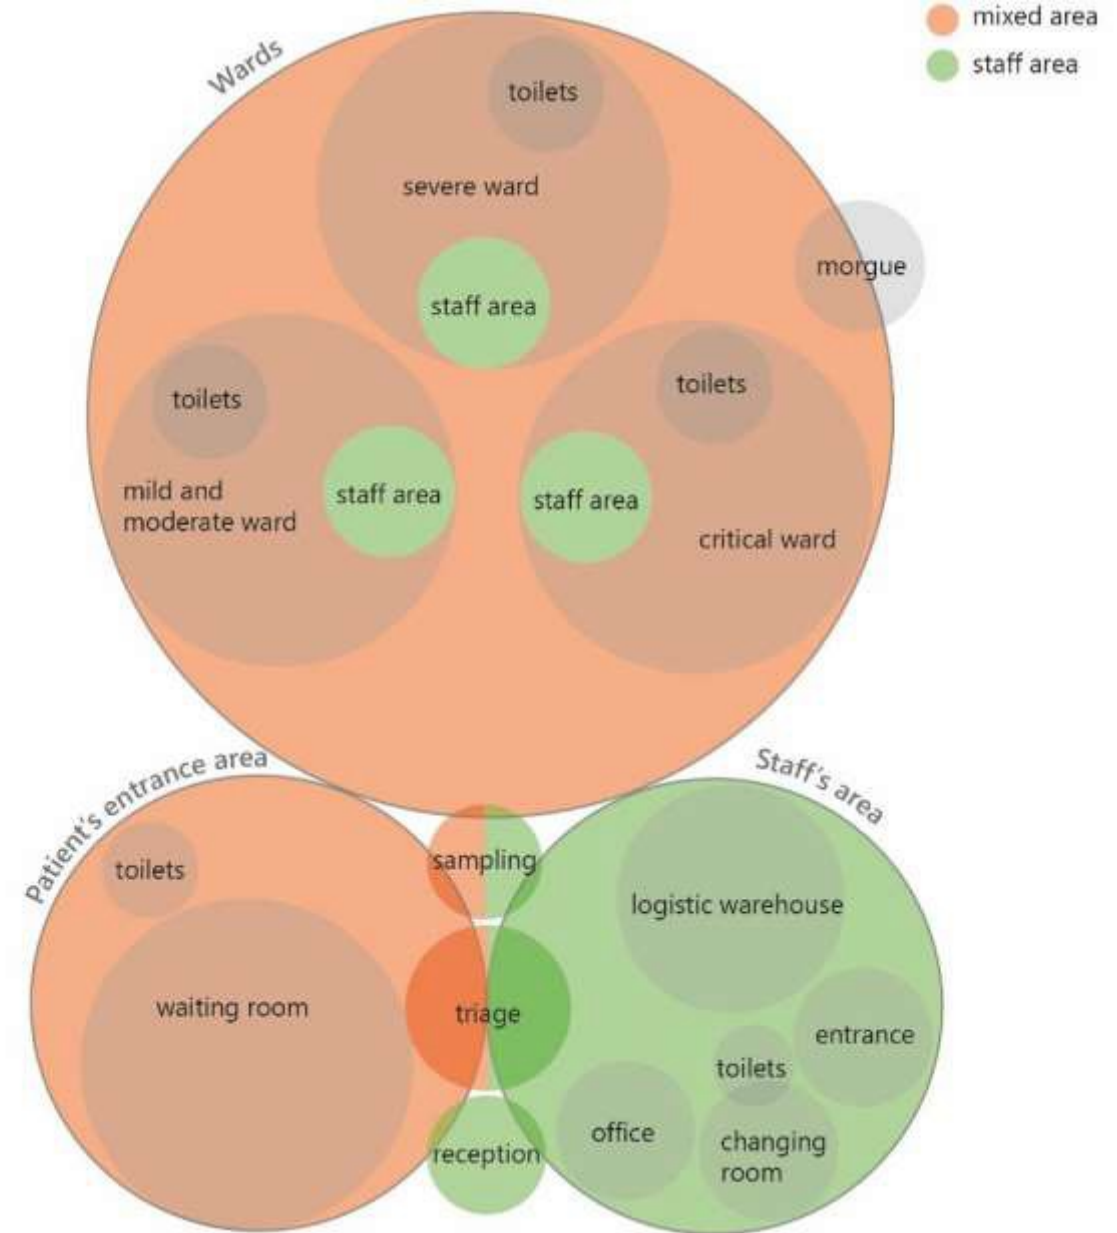 mixed area
staff area
Wards
toilets
severe ward
staff area
morgue
toilets
mild and
moderate ward
staff area
toilets
staff area
critical ward
Patient's entrance area
toilets
waiting room
sampling
triage
reception
Staff's area
logistic warehouse
entrance
toilets
office
changing
room